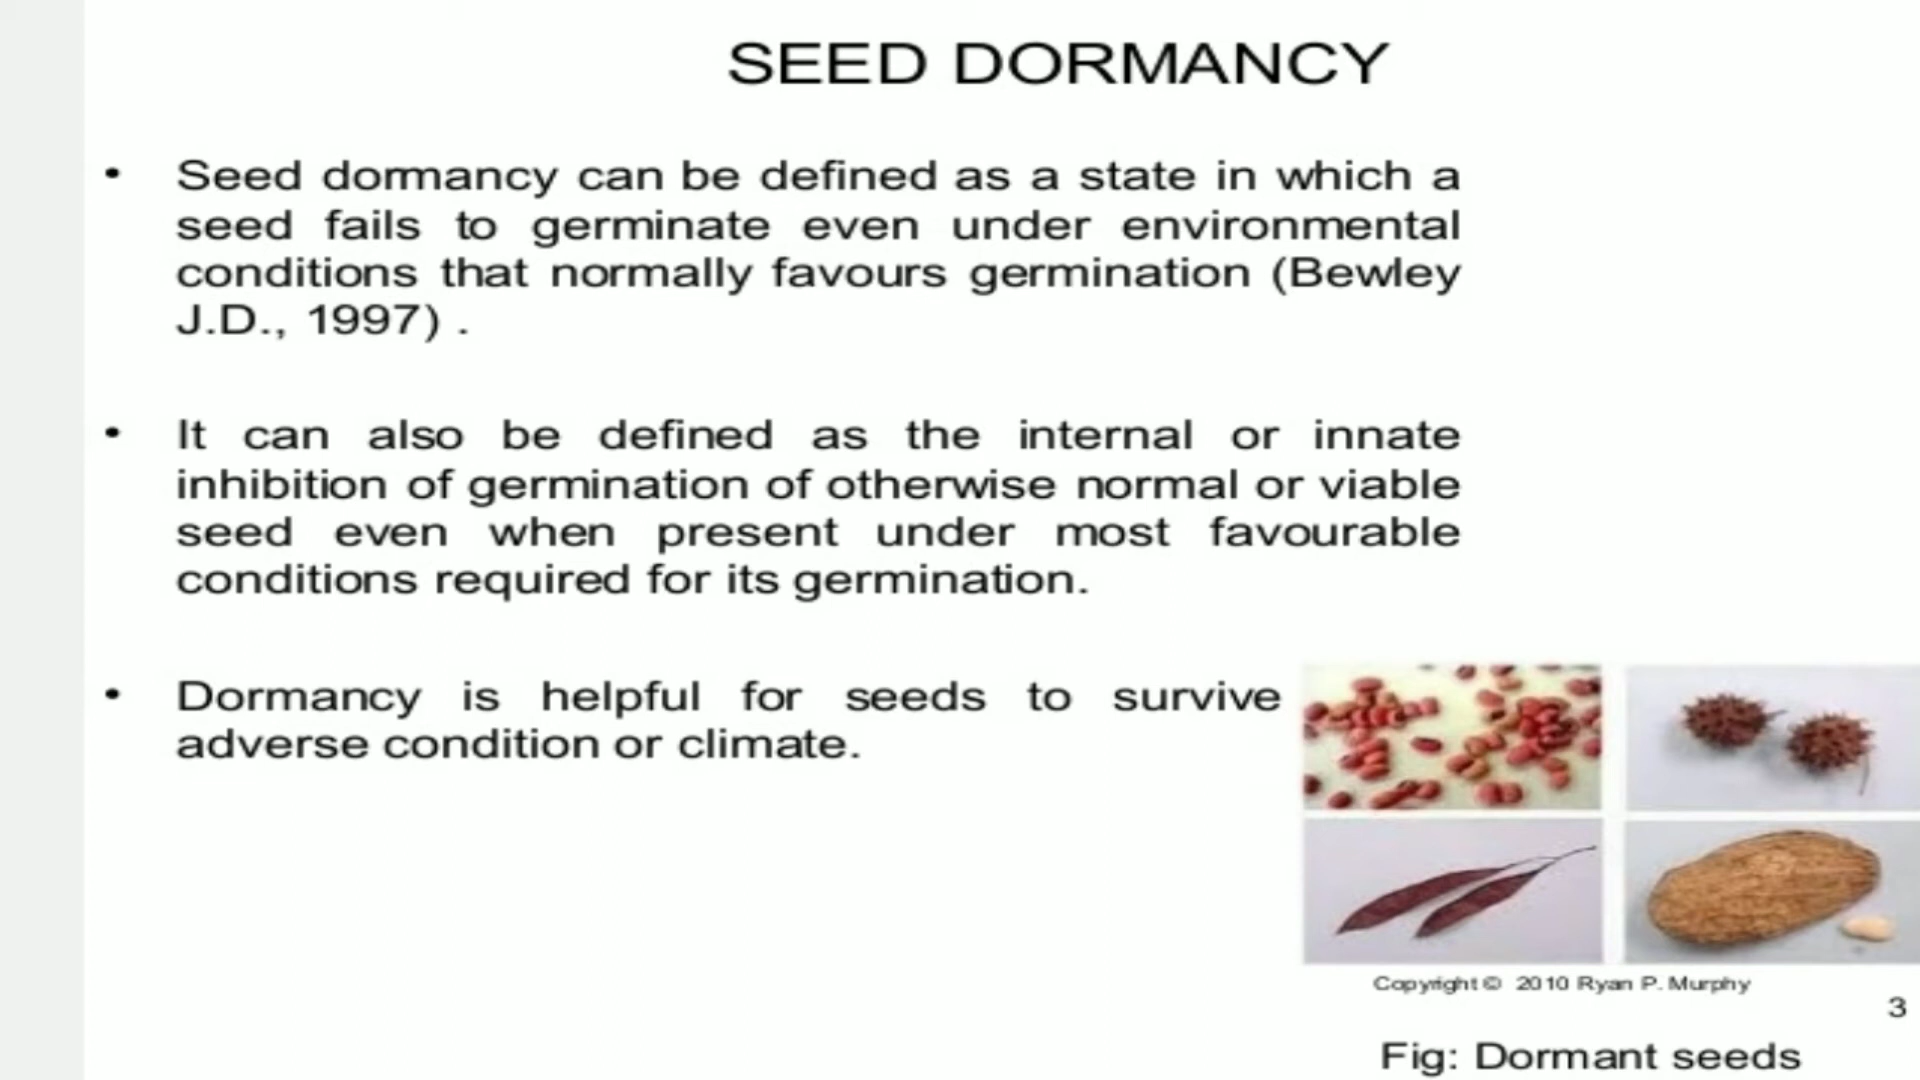 SEED DORMANCY
• Seed dormancy can be defined as a state in which a
seed fails to germinate even under environmental
conditions that normally favours germination (Bewley
J.D., 1997) .
• It can also be defined as the internal or innate
inhibition of germination of otherwise normal or viable
seed even when present under most favourable
conditions required for its germination.
• Dormancy is helpful for seeds to survive
adverse condition or climate.
Copyright © 2010 Ryan P. Murphy
3
Fig: Dormant seeds